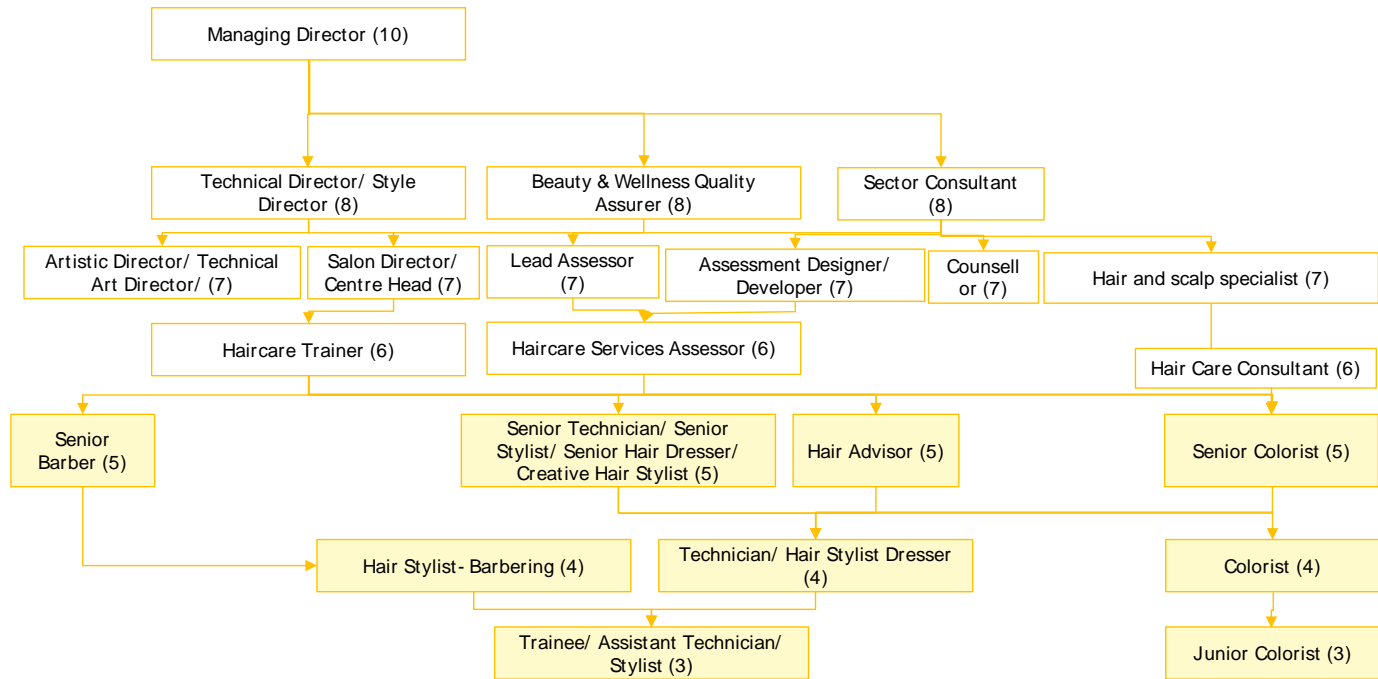 Managing Director (10)
Technical Director/ Style
Director (8)
Beauty & Wellness Quality
Assurer (8)
Sector Consultant
(8)
Artistic Director/ Technical
Art Director/ (7)
Salon Director/
Centre Head (7)
Lead Assessor
(7)
Assessment Designer/
Developer (7)
Counsell
or (7)
Hair and scalp specialist (7)
Haircare Trainer (6)
Haircare Services Assessor (6)
Hair Care Consultant (6)
Senior
Barber (5)
Senior Technician/ Senior
Stylist/ Senior Hair Dresser/
Creative Hair Stylist (5)
Hair Advisor (5)
Senior Colorist (5)
Hair Stylist- Barbering (4)
Technician/ Hair Stylist Dresser
(4)
Colorist (4)
Trainee/ Assistant Technician/
Stylist (3)
Junior Colorist (3)